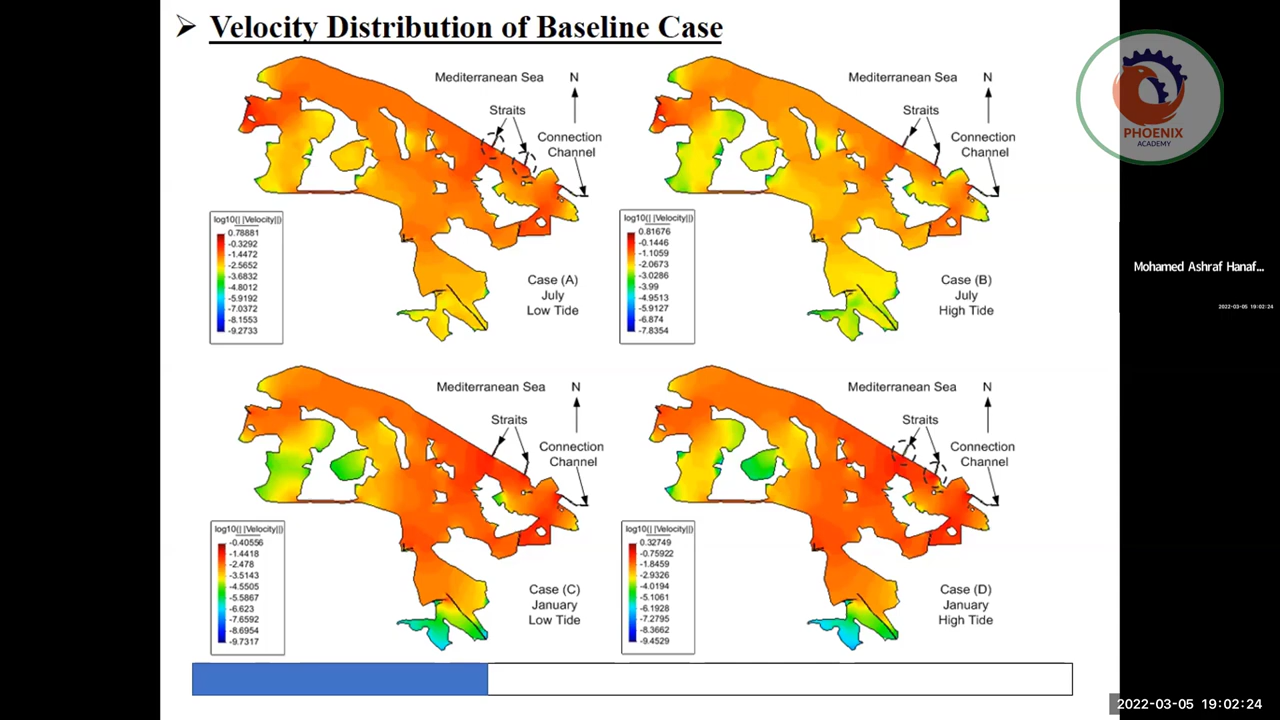 ➢ Velocity Distribution of Baseline Case
Mediterranean Sea
N
Straits
Connection
Channel
log10(| |Velocity||)
0.78881
-0.3292
-1.4472
-2.5652
-3.6832
-4.8012
-5.9192
-7.0372
-8.1553
-9.2733
Case (A)
July
Low Tide
Mediterranean Sea
N
Straits
Connection
Channel
log10(| |Velocity||)
0.81676
-0.1446
-1.1059
-2.0673
-3.0286
-3.99
-4.9513
-5.9127
-6.874
-7.8354
Case (B)
July
High Tide
Mediterranean Sea
N
Straits
Connection
Channel
log10(| |Velocity||)
-0.40556
-1.4418
-2.478
-3.5143
-4.5505
-5.5867
-6.623
-7.6592
-8.6954
-9.7317
Case (C)
January
Low Tide
Mediterranean Sea
N
Straits
Connection
Channel
log10(| |Velocity||)
0.32749
-0.75922
-1.8459
-2.9326
-4.0194
-5.1061
-6.1928
-7.2795
-8.3662
-9.4529
Case (D)
January
High Tide
PHOENIX
ACADEMY
Mohamed Ashraf Hanaf...
2022-03-05 19:02:24
2022-03-05 19:02:24